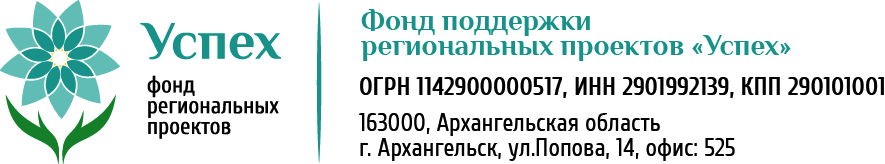 Успех
фонд
региональных
проектов
Фонд поддержки
региональных проектов «Успех»
ОГРН 1142900000517, ИНН 2901992139, КПП 290101001
163000, Архангельская область
г. Архангельск, ул.Попова, 14, офис: 525